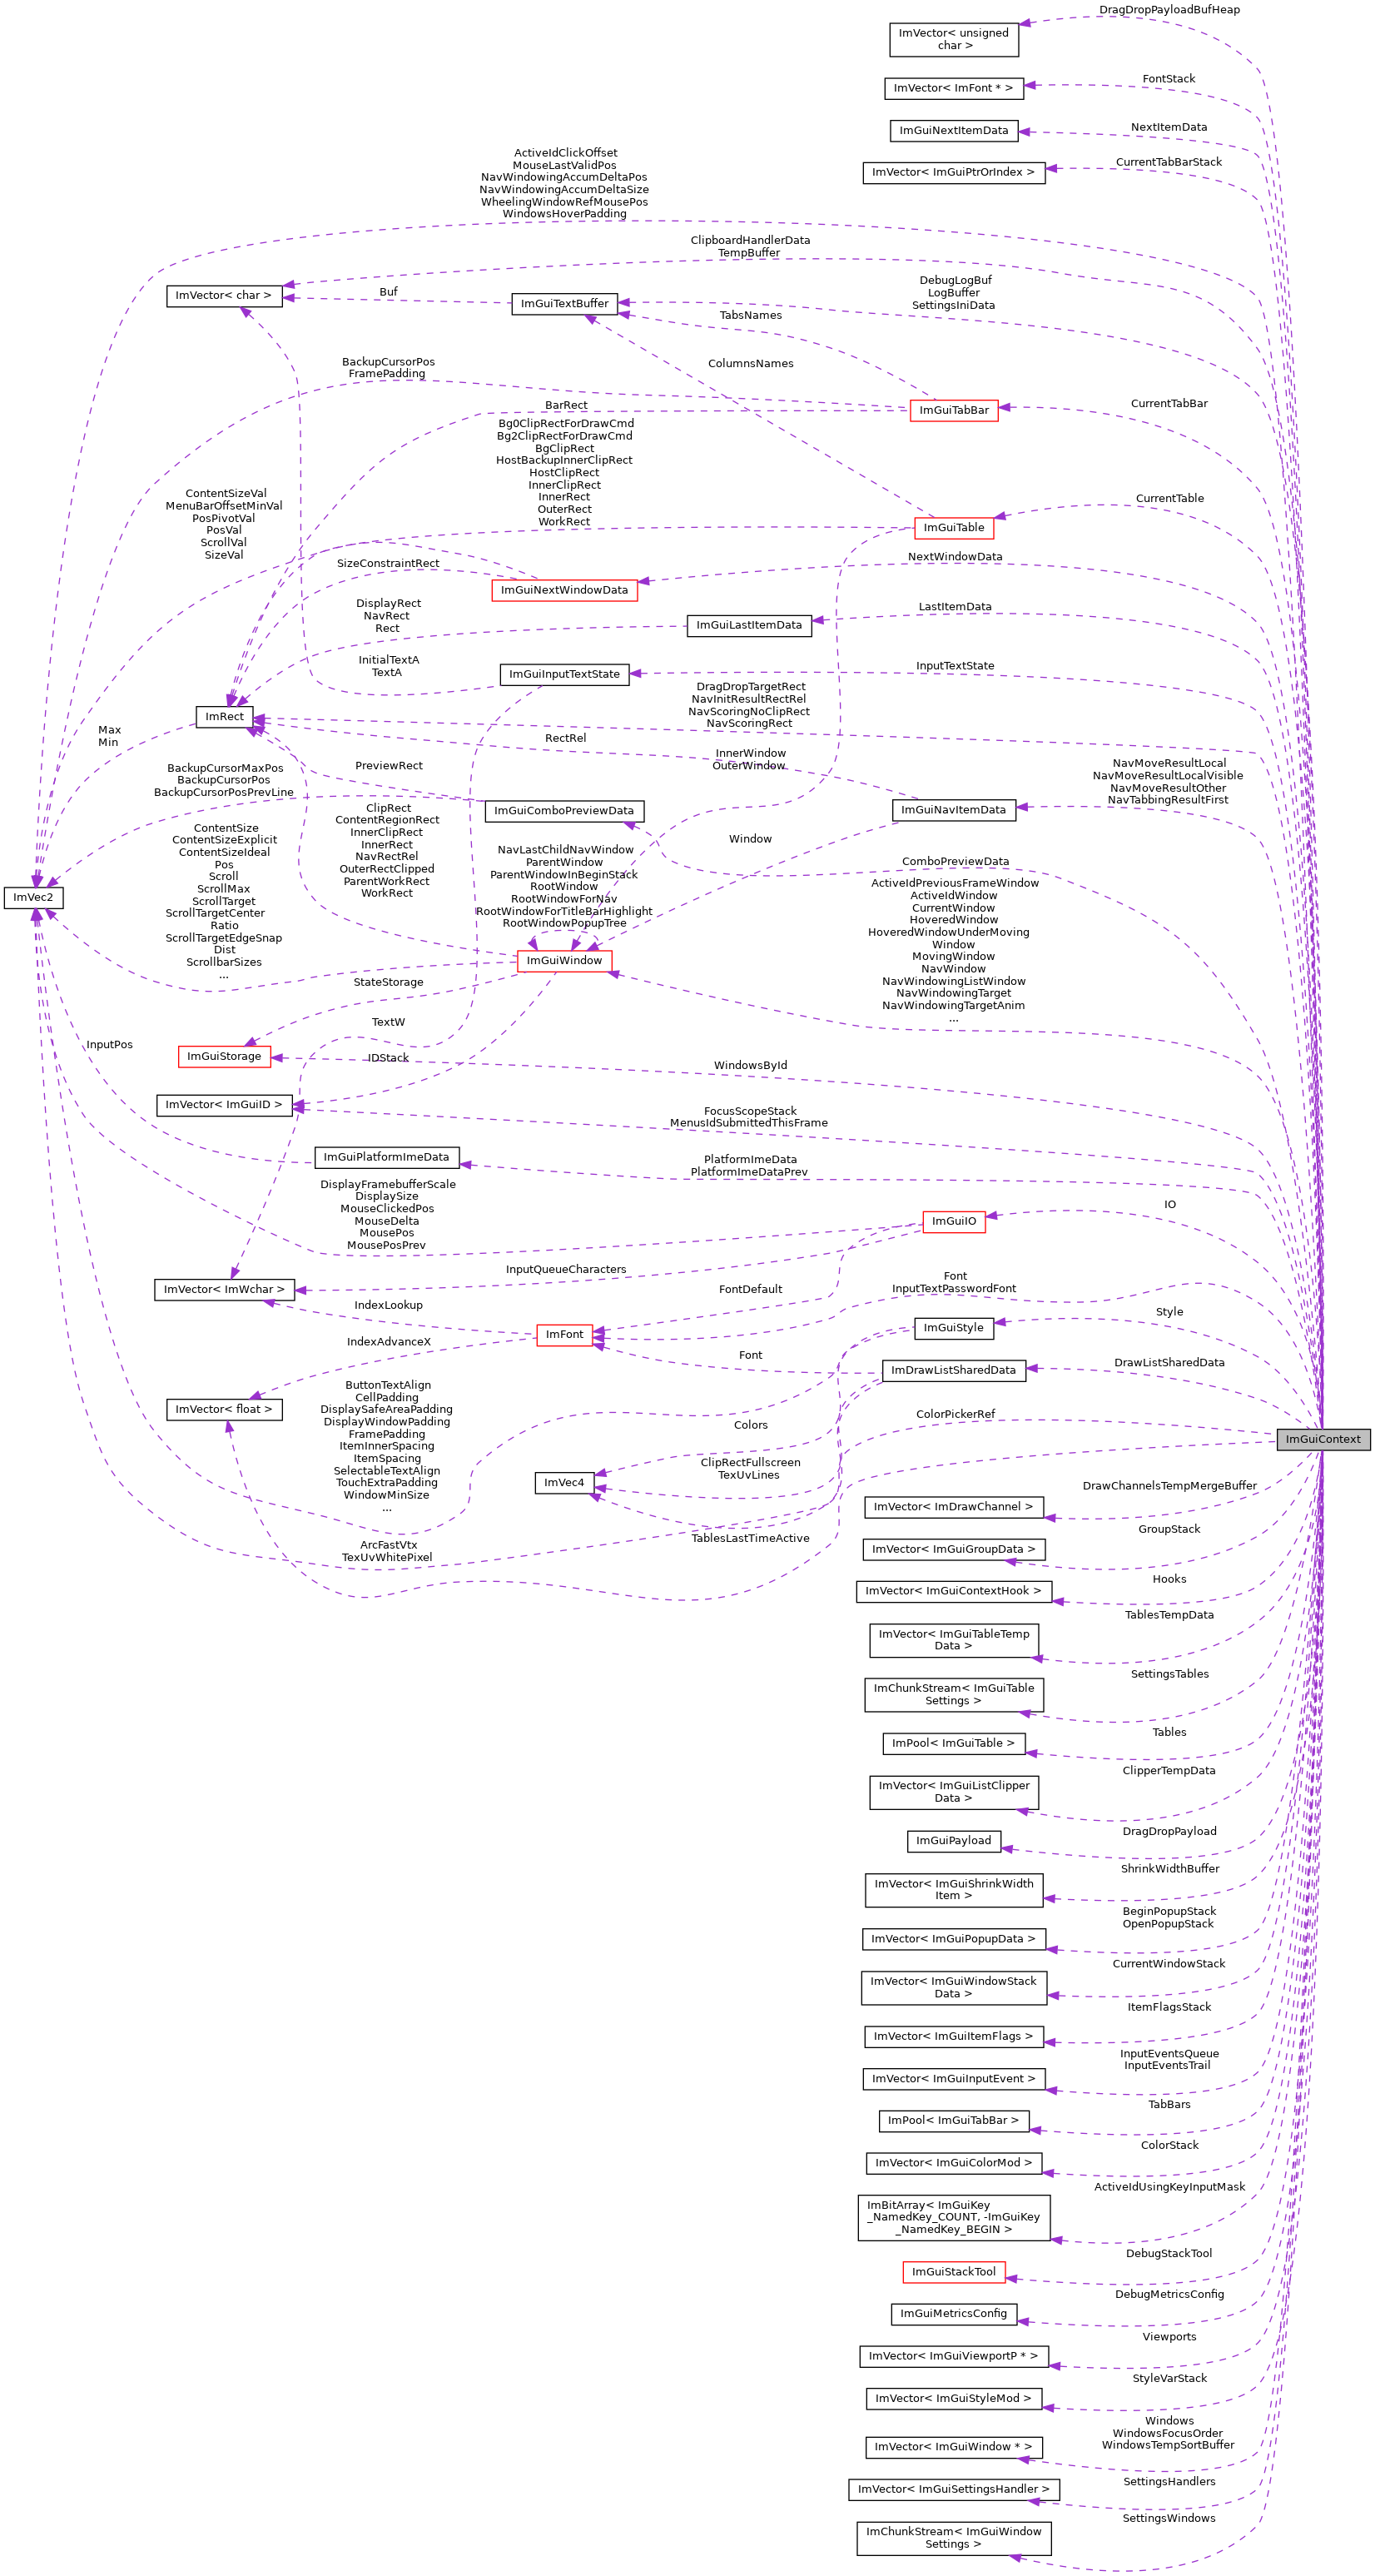 DragDropPayloadBufHeap
ImVector< unsigned
char >
FontStack
ImVector< ImFont * >
NextItemData
ImGuiNextItemData
CurrentTabBarStack
ImVector< ImGuiPtrOrIndex >
ActiveIdClickOffset
MouseLastValidPos
NavWindowingAccumDeltaPos
NavWindowingAccumDeltaSize
WheelingWindowRefMousePos
WindowsHoverPadding
ClipboardHandlerData
TempBuffer
DebugLogBuf
LogBuffer
SettingsIniData
Buf
ImVector< char >
ImGuiTextBuffer
TabsNames
ColumnsNames
BackupCursorPos
FramePadding
BarRect
ImGuiTabBar
CurrentTabBar
Bg0ClipRectForDrawCmd
Bg2ClipRectForDrawCmd
BgClipRect
HostBackupInnerClipRect
HostClipRect
InnerClipRect
InnerRect
OuterRect
WorkRect
ContentSizeVal
MenuBarOffsetMinVal
PosPivotVal
PosVal
ScrollVal
SizeVal
CurrentTable
ImGuiTable
NextWindowData
SizeConstraintRect
ImGuiNextWindowData
DisplayRect
NavRect
Rect
LastItemData
ImGuiLastItemData
InitialTextA
TextA
InputTextState
ImGuiInputTextState
DragDropTargetRect
NavInitResultRectRel
NavScoringNoClipRect
NavScoringRect
ImRect
Max
Min
RectRel
InnerWindow
OuterWindow
PreviewRect
NavMoveResultLocal
NavMoveResultLocalVisible
NavMoveResultOther
NavTabbingResultFirst
BackupCursorMaxPos
BackupCursorPos
BackupCursorPosPrevLine
ImGuiComboPreviewData
ImGuiNavItemData
ClipRect
ContentRegionRect
InnerClipRect
InnerRect
NavRectRel
OuterRectClipped
ParentWorkRect
WorkRect
Window
ContentSize
ContentSizeExplicit
ContentSizeIdeal
Pos
Scroll
ScrollMax
ScrollTarget
ScrollTargetCenter
Ratio
ScrollTargetEdgeSnap
Dist
ScrollbarSizes
...
NavLastChildNavWindow
ParentWindow
ParentWindowInBeginStack
RootWindow
RootWindowForNav
RootWindowForTitleBarHighlight
RootWindowPopupTree
ComboPreviewData
ActiveIdPreviousFrameWindow
ActiveIdWindow
CurrentWindow
HoveredWindow
HoveredWindowUnderMoving
Window
MovingWindow
NavWindow
NavWindowingListWindow
NavWindowingTarget
NavWindowingTargetAnim
...
ImVec2
ImGuiWindow
StateStorage
TextW
InputPos
ImGuiStorage
IDStack
WindowsById
ImVector< ImGuiID >
FocusScopeStack
MenusIdSubmittedThisFrame
ImGuiPlatformImeData
PlatformImeData
PlatformImeDataPrev
DisplayFramebufferScale
DisplaySize
MouseClickedPos
MouseDelta
MousePos
MousePosPrev
IO
ImGuiIO
InputQueueCharacters
ImVector< ImWchar >
FontDefault
Font
InputTextPasswordFont
IndexLookup
Style
ImGuiStyle
ImFont
IndexAdvanceX
Font
DrawListSharedData
ImDrawListSharedData
ButtonTextAlign
CellPadding
DisplaySafeAreaPadding
DisplayWindowPadding
FramePadding
ItemInnerSpacing
ItemSpacing
SelectableTextAlign
TouchExtraPadding
WindowMinSize
...
ImVector< float >
Colors
ColorPickerRef
ImGuiContext
ClipRectFullscreen
TexUvLines
ImVec4
DrawChannelsTempMergeBuffer
ImVector< ImDrawChannel >
ArcFastVtx
TexUvWhitePixel
TablesLastTimeActive
GroupStack
ImVector< ImGuiGroupData >
Hooks
ImVector< ImGuiContextHook >
TablesTempData
ImVector< ImGuiTableTemp
Data >
SettingsTables
ImChunkStream< ImGuiTable
Settings >
Tables
ImPool< ImGuiTable >
ClipperTempData
ImVector< ImGuiListClipper
Data >
DragDropPayload
ImGuiPayload
ShrinkWidthBuffer
ImVector< ImGuiShrinkWidth
Item >
BeginPopupStack
OpenPopupStack
ImVector< ImGuiPopupData >
CurrentWindowStack
ImVector< ImGuiWindowStack
Data >
ItemFlagsStack
ImVector< ImGuiItemFlags >
InputEventsQueue
InputEventsTrail
ImVector< ImGuiInputEvent >
TabBars
ImPool< ImGuiTabBar >
ColorStack
ImVector< ImGuiColorMod >
ActiveIdUsingKeyInputMask
ImBitArray< ImGuiKey
_NamedKey_COUNT, -ImGuiKey
_NamedKey_BEGIN >
DebugStackTool
ImGuiStackTool
DebugMetricsConfig
ImGuiMetricsConfig
Viewports
ImVector< ImGuiViewportP * >
StyleVarStack
ImVector< ImGuiStyleMod >
Windows
WindowsFocusOrder
WindowsTempSortBuffer
ImVector< ImGuiWindow * >
SettingsHandlers
ImVector< ImGuiSettingsHandler >
SettingsWindows
ImChunkStream< ImGuiWindow
Settings >